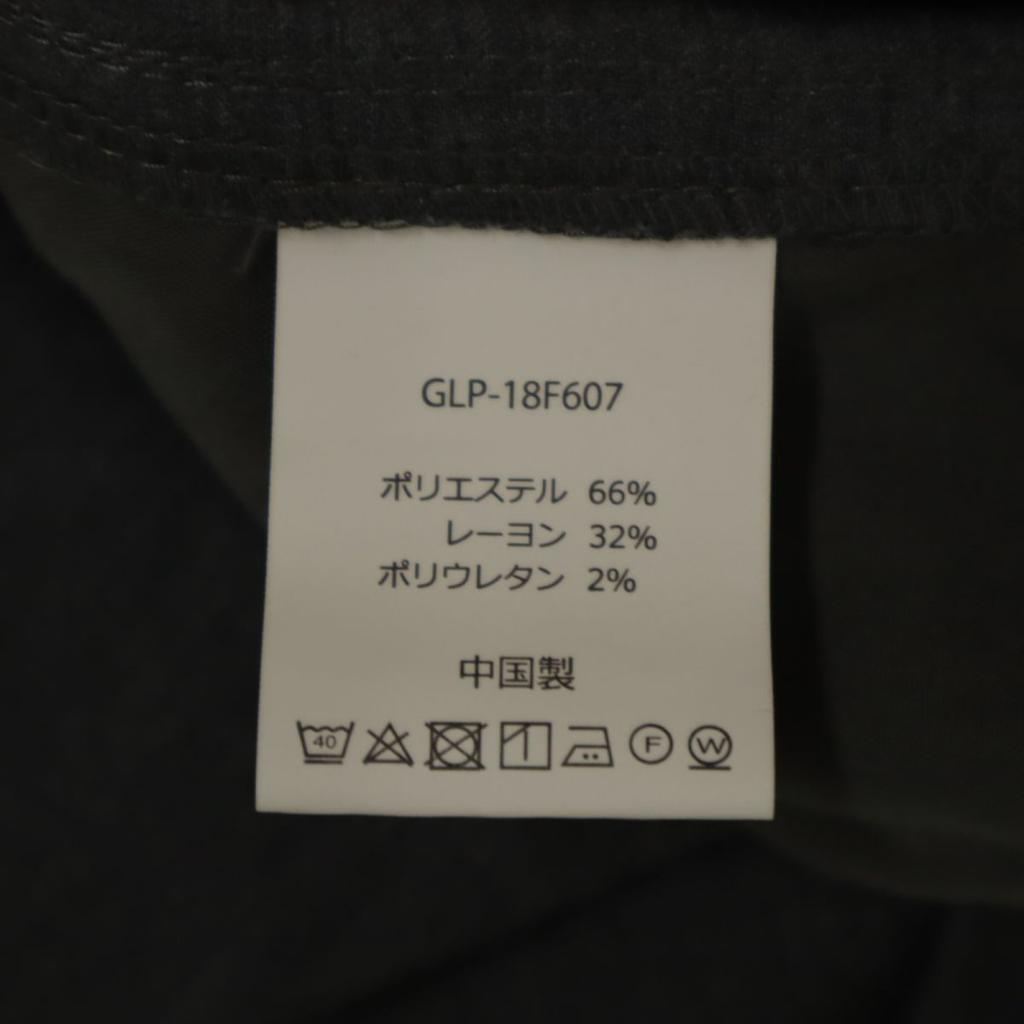 GLP-18F607
ポリエステル 66%
レーヨン 32%
ポリウレタン 2%
中国製
40 F W